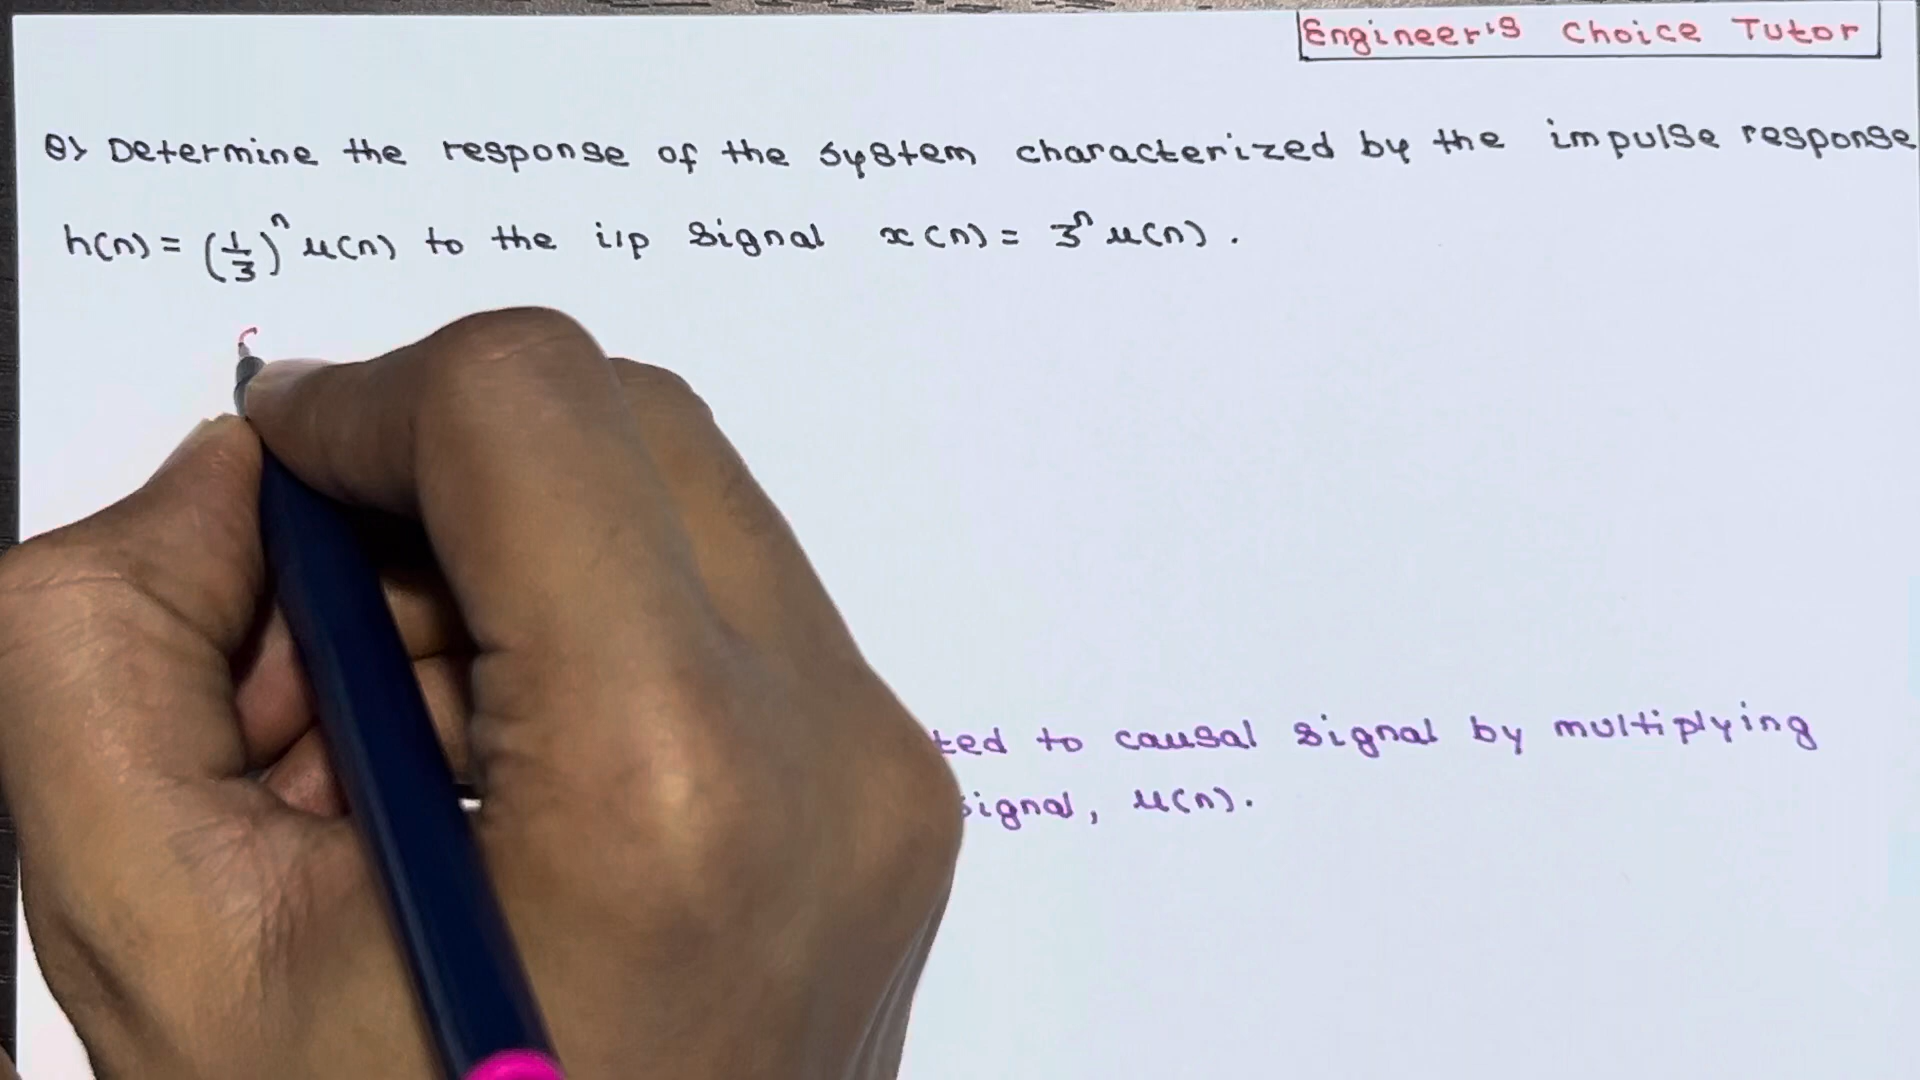 Engineer's Choice Tutor
Q> Determine the response of the system characterized by the impulse response
h(n) = (1/3)^n u(n) to the i/p signal x(n) = 3^n u(n).
to causal signal by multiplying
signal, u(n).